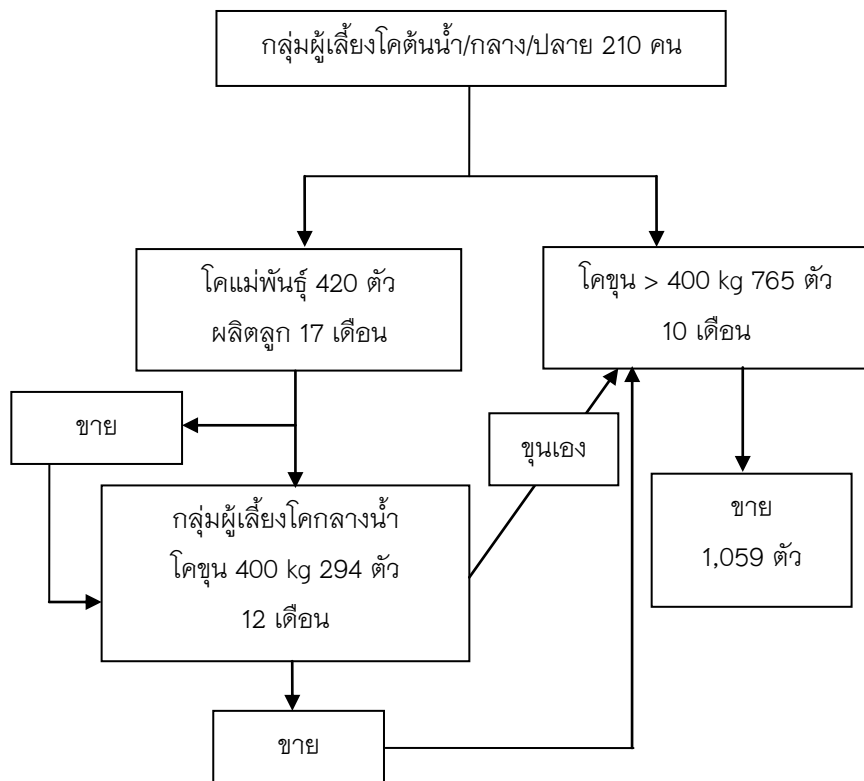 กลุ่มผู้เลี้ยงโคต้นน้ำ/กลาง/ปลาย 210 คน
โคแม่พันธุ์ 420 ตัว
ผลิตลูก 17 เดือน
โคขุน > 400 kg 765 ตัว
10 เดือน
ขาย
ขุนเอง
กลุ่มผู้เลี้ยงโคกลางน้ำ
โคขุน 400 kg 294 ตัว
12 เดือน
ขาย
1,059 ตัว
ขาย